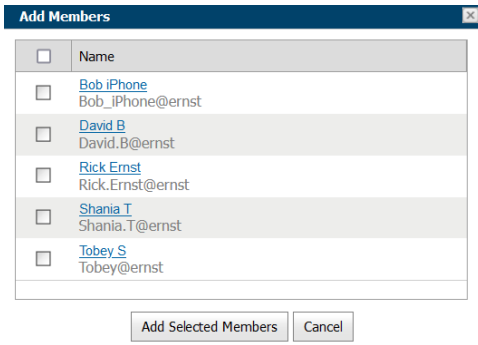 Add Members
Name
Bob iPhone
Bob_iPhone@ernst
David B
David.B@ernst
Rick Ernst
Rick.Ernst@ernst
Shania T
Shania.T@ernst
Tobey S
Tobey@ernst
Add Selected Members Cancel